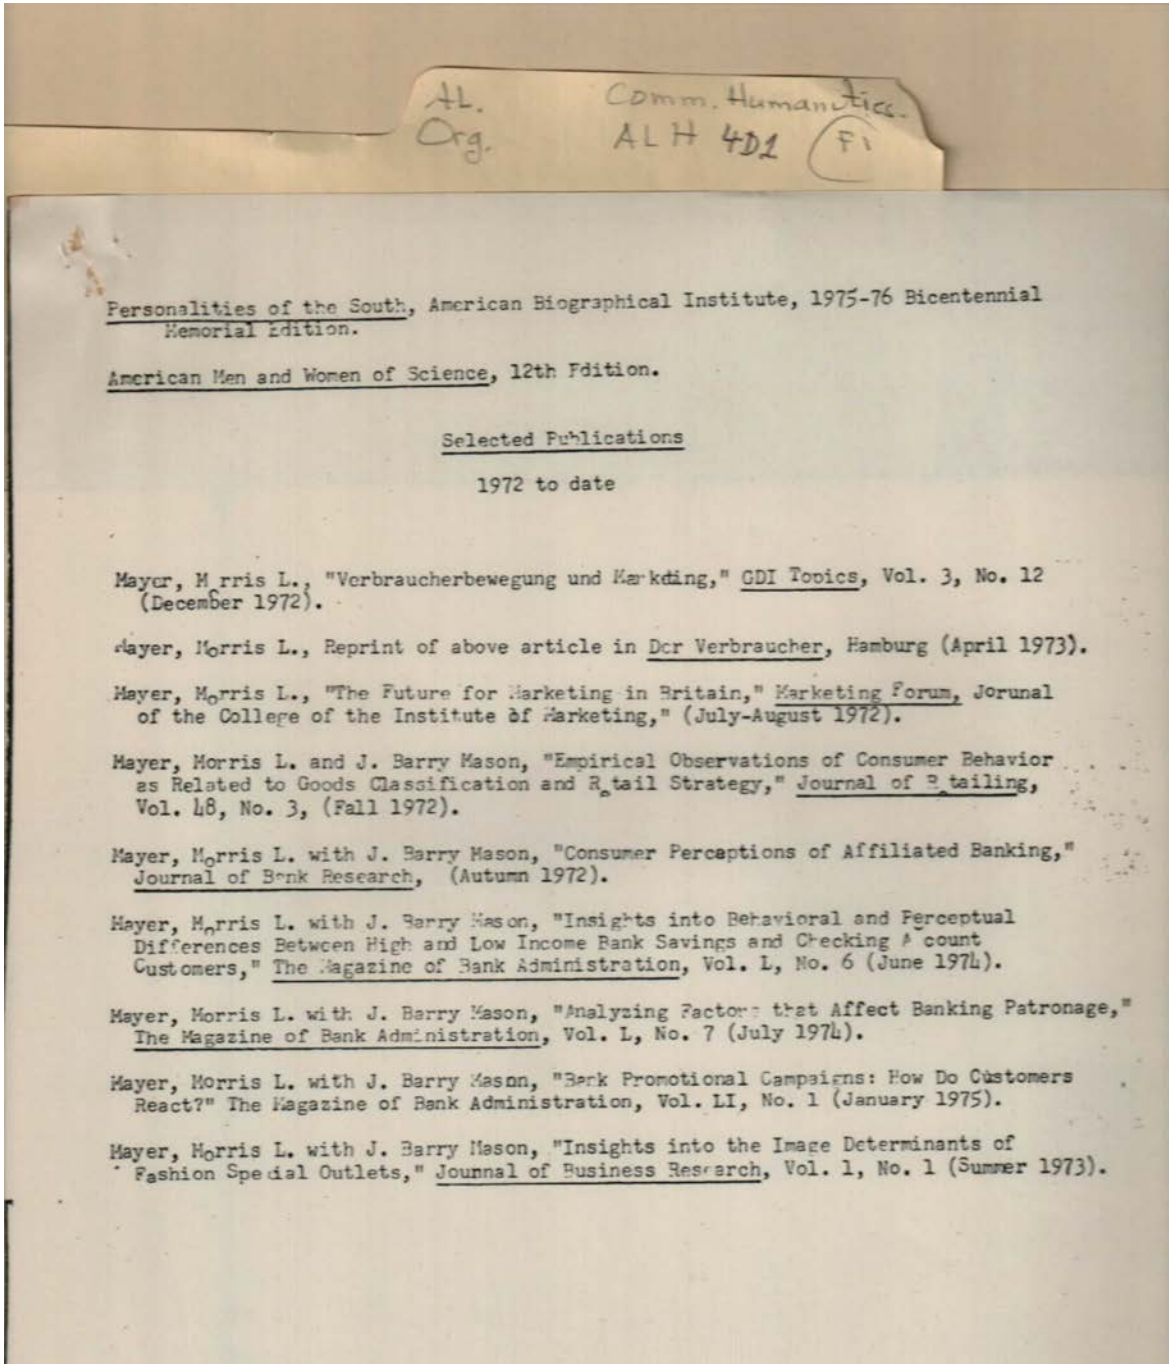 AL. Comm. Humanities.
Org. ALH 4D1 F1
Personalities of the South, American Biographical Institute, 1975-76 Bicentennial
Memorial Edition.
American Men and Women of Science, 12th Fdition.
Selected Publications
1972 to date
Mayer, Morris L., "Verbraucherbewegung und Markding," GDI Topics, Vol. 3, No. 12
(December 1972).
Mayer, Morris L., Reprint of above article in Der Verbraucher, Hamburg (April 1973).
Mayer, Morris L., "The Future for Marketing in Britain," Marketing Forum, Jorunal
of the College of the Institute of Marketing," (July-August 1972).
Mayer, Morris L. and J. Barry Mason, "Empirical Observations of Consumer Behavior
as Related to Goods Classification and Retail Strategy," Journal of Retailing,
Vol. 48, No. 3, (Fall 1972).
Mayer, Morris L. with J. Barry Mason, "Consumer Perceptions of Affiliated Banking,"
Journal of Bank Research, (Autumn 1972).
Mayer, Morris L. with J. Barry Mason, "Insights into Behavioral and Perceptual
Differences Between High and Low Income Bank Savings and Checking A count
Customers," The Magazine of Bank Administration, Vol. L, No. 6 (June 1974).
Mayer, Morris L. with J. Barry Mason, "Analyzing Factors that Affect Banking Patronage,"
The Magazine of Bank Administration, Vol. L, No. 7 (July 1974).
Mayer, Morris L. with J. Barry Mason, "Bank Promotional Campaigns: How Do Customers
React?" The Magazine of Bank Administration, Vol. LI, No. 1 (January 1975).
Mayer, Morris L. with J. Barry Mason, "Insights into the Image Determinants of
Fashion Special Outlets," Journal of Business Research, Vol. 1, No. 1 (Summer 1973).